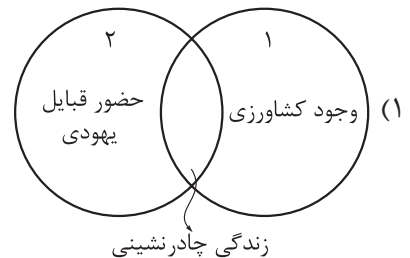 ۱)
۱
وجود کشاورزی
۲
حضور قبایل
یهودی
زندگی چادرنشینی